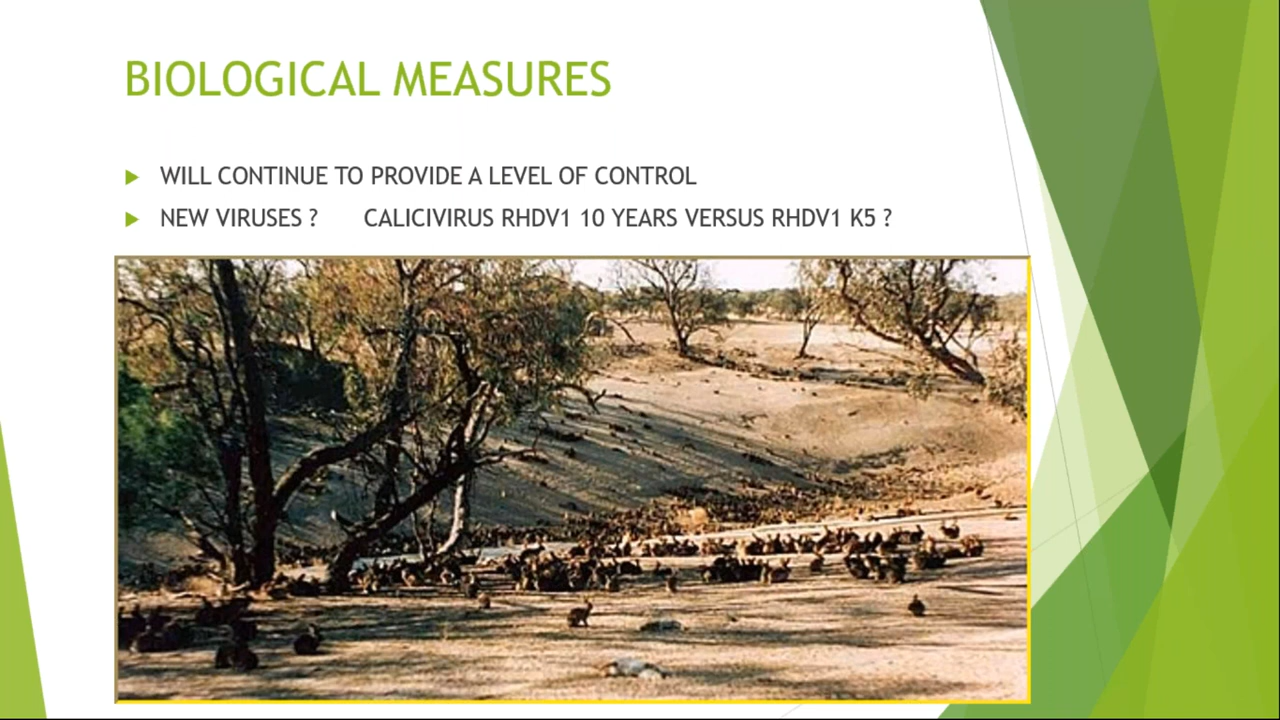 BIOLOGICAL MEASURES
WILL CONTINUE TO PROVIDE A LEVEL OF CONTROL
NEW VIRUSES ? CALICIVIRUS RHDV1 10 YEARS VERSUS RHDV1 K5 ?